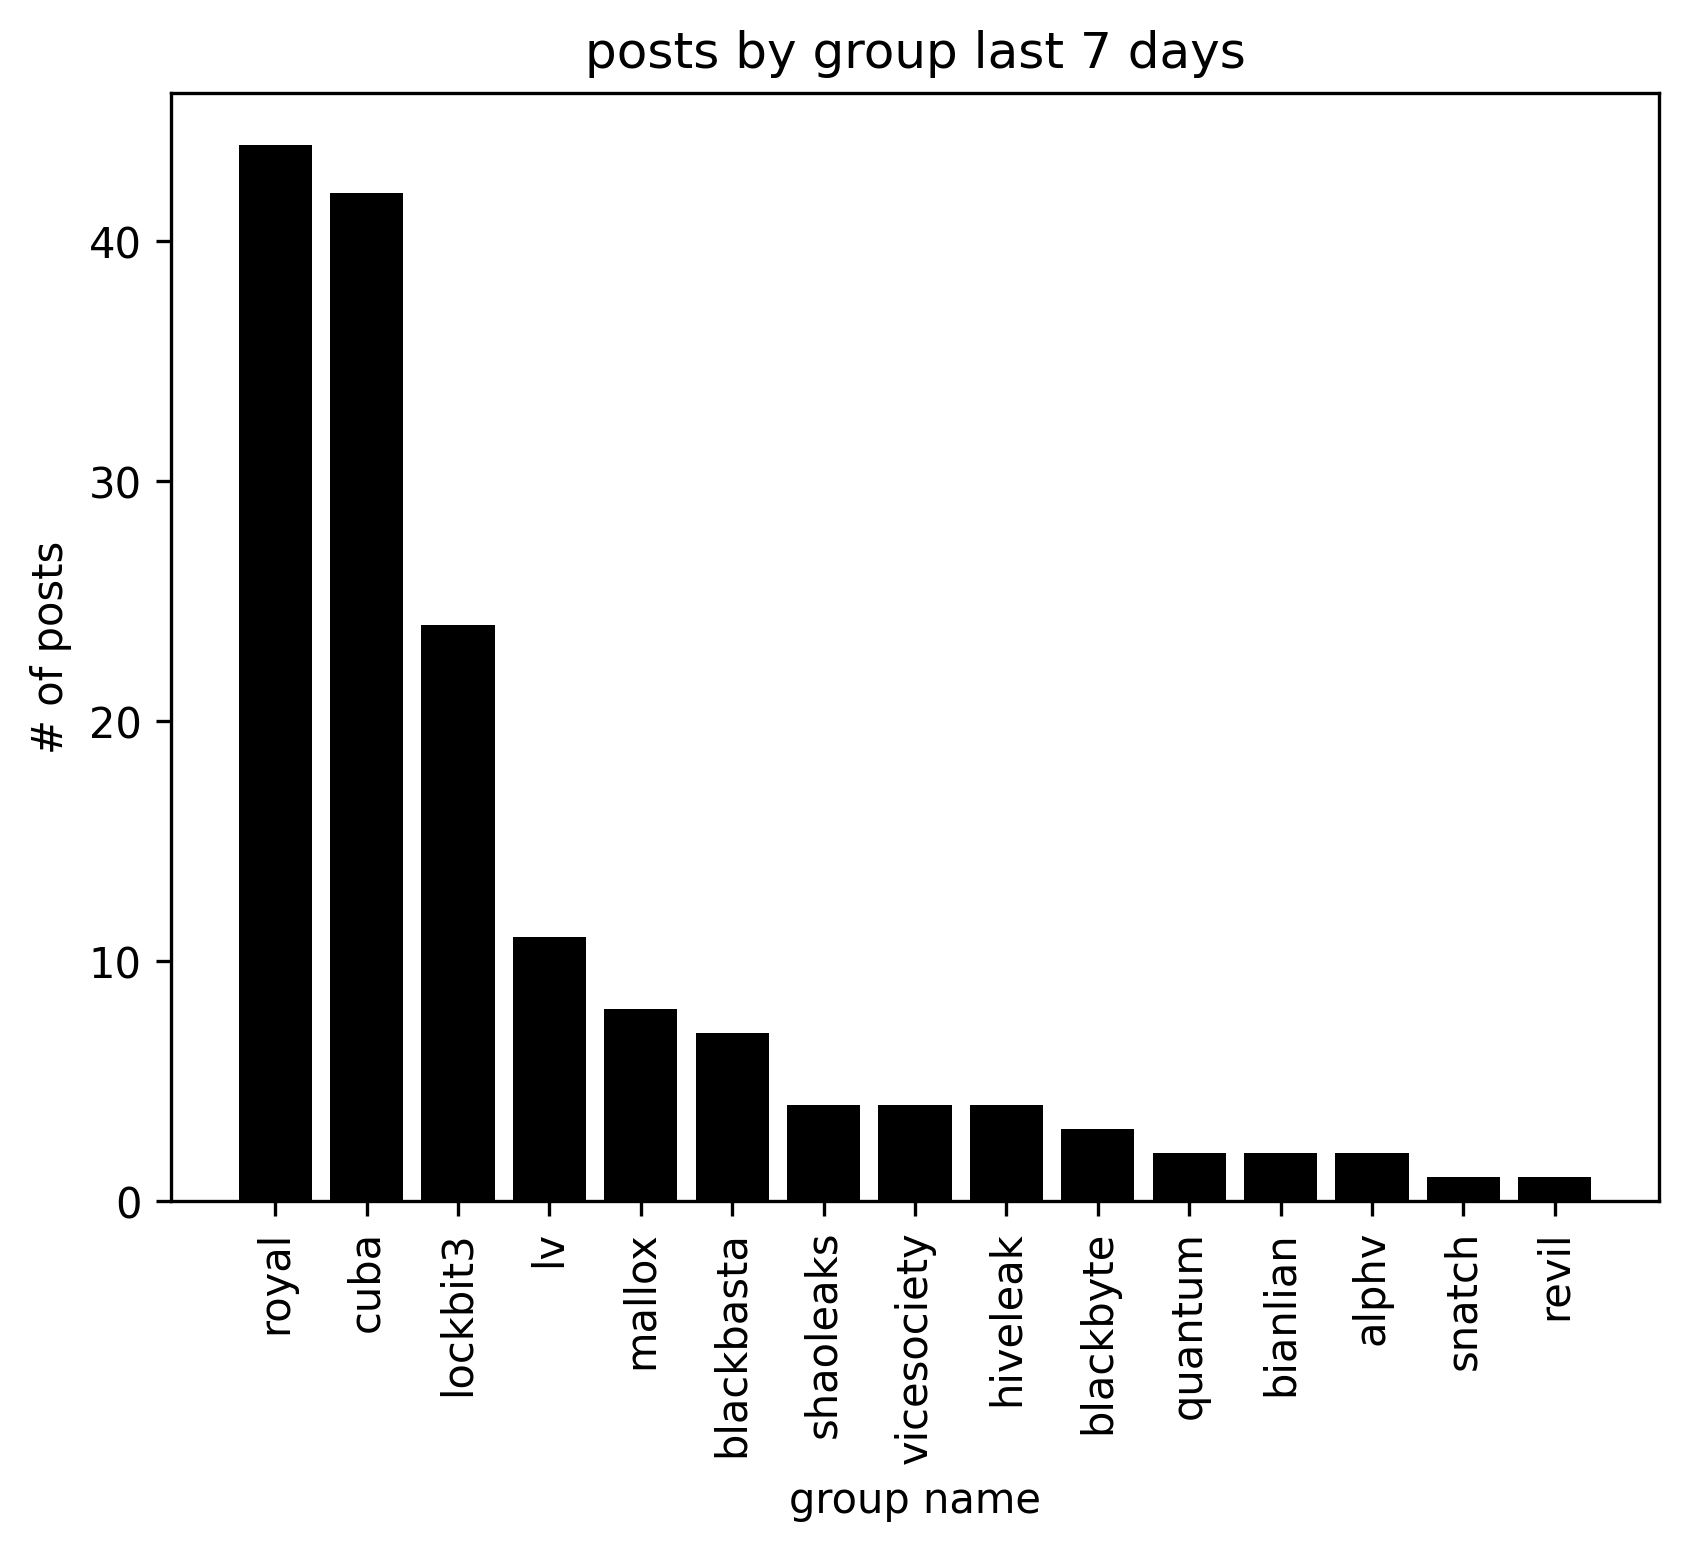 posts by group last 7 days
# of posts
40
30
20
10
0
royal
cuba
lockbit3
lv
mallox
blackbasta
shaoleaks
vicesociety
hiveleak
blackbyte
quantum
bianlian
alphv
snatch
revil
group name